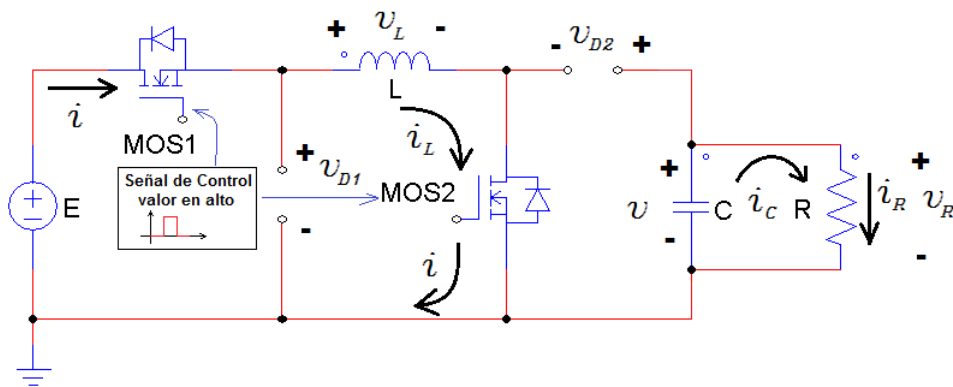 + v_L -
- v_D2 +
i
L
MOS1
i_L
+
Señal de Control
valor en alto
v_D1
-
MOS2
E
+
-
+
v
-
C
i_C
R
i_R
+
v_R
-
i